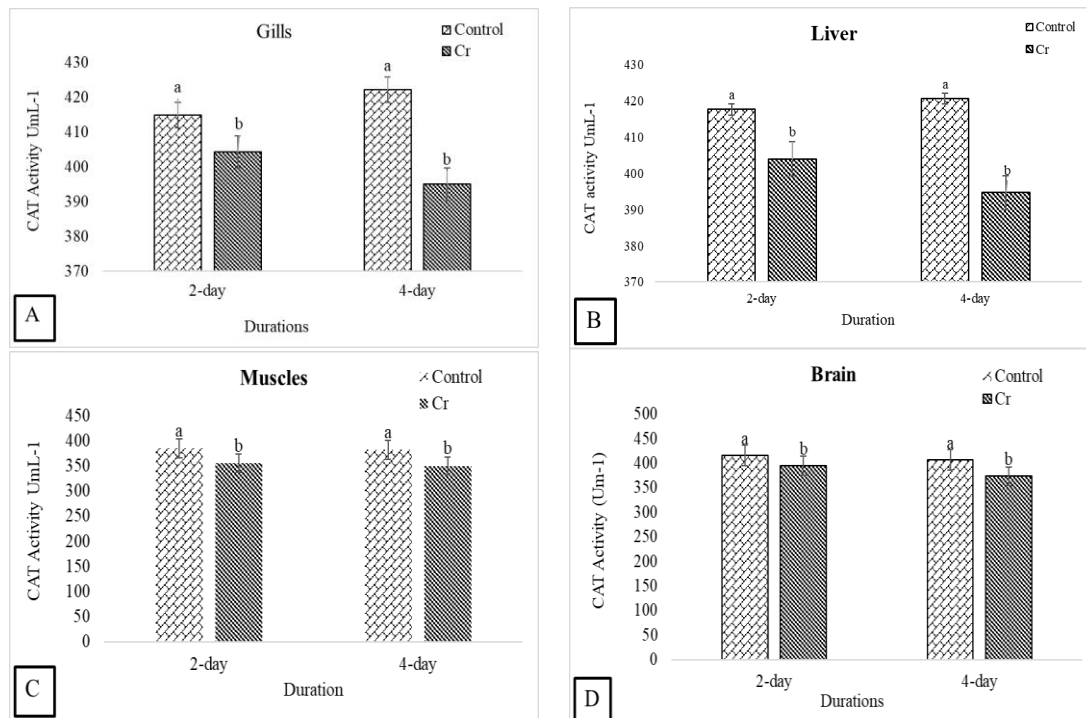 Gills
Control
Cr
CAT Activity UmL-1
430
420
410
400
390
380
370
a
b
a
b
2-day
4-day
Durations
A
Liver
Control
Cr
CAT activity UmL-1
430
420
410
400
390
380
370
a
b
a
b
2-day
4-day
Duration
B
Muscles
Control
Cr
CAT Activity UmL-1
450
400
350
300
250
200
150
100
50
0
a
b
a
b
2-day
4-day
Duration
C
Brain
Control
Cr
CAT Activity (Um-1)
500
450
400
350
300
250
200
150
100
50
0
a
b
a
b
2-day
4-day
Durations
D